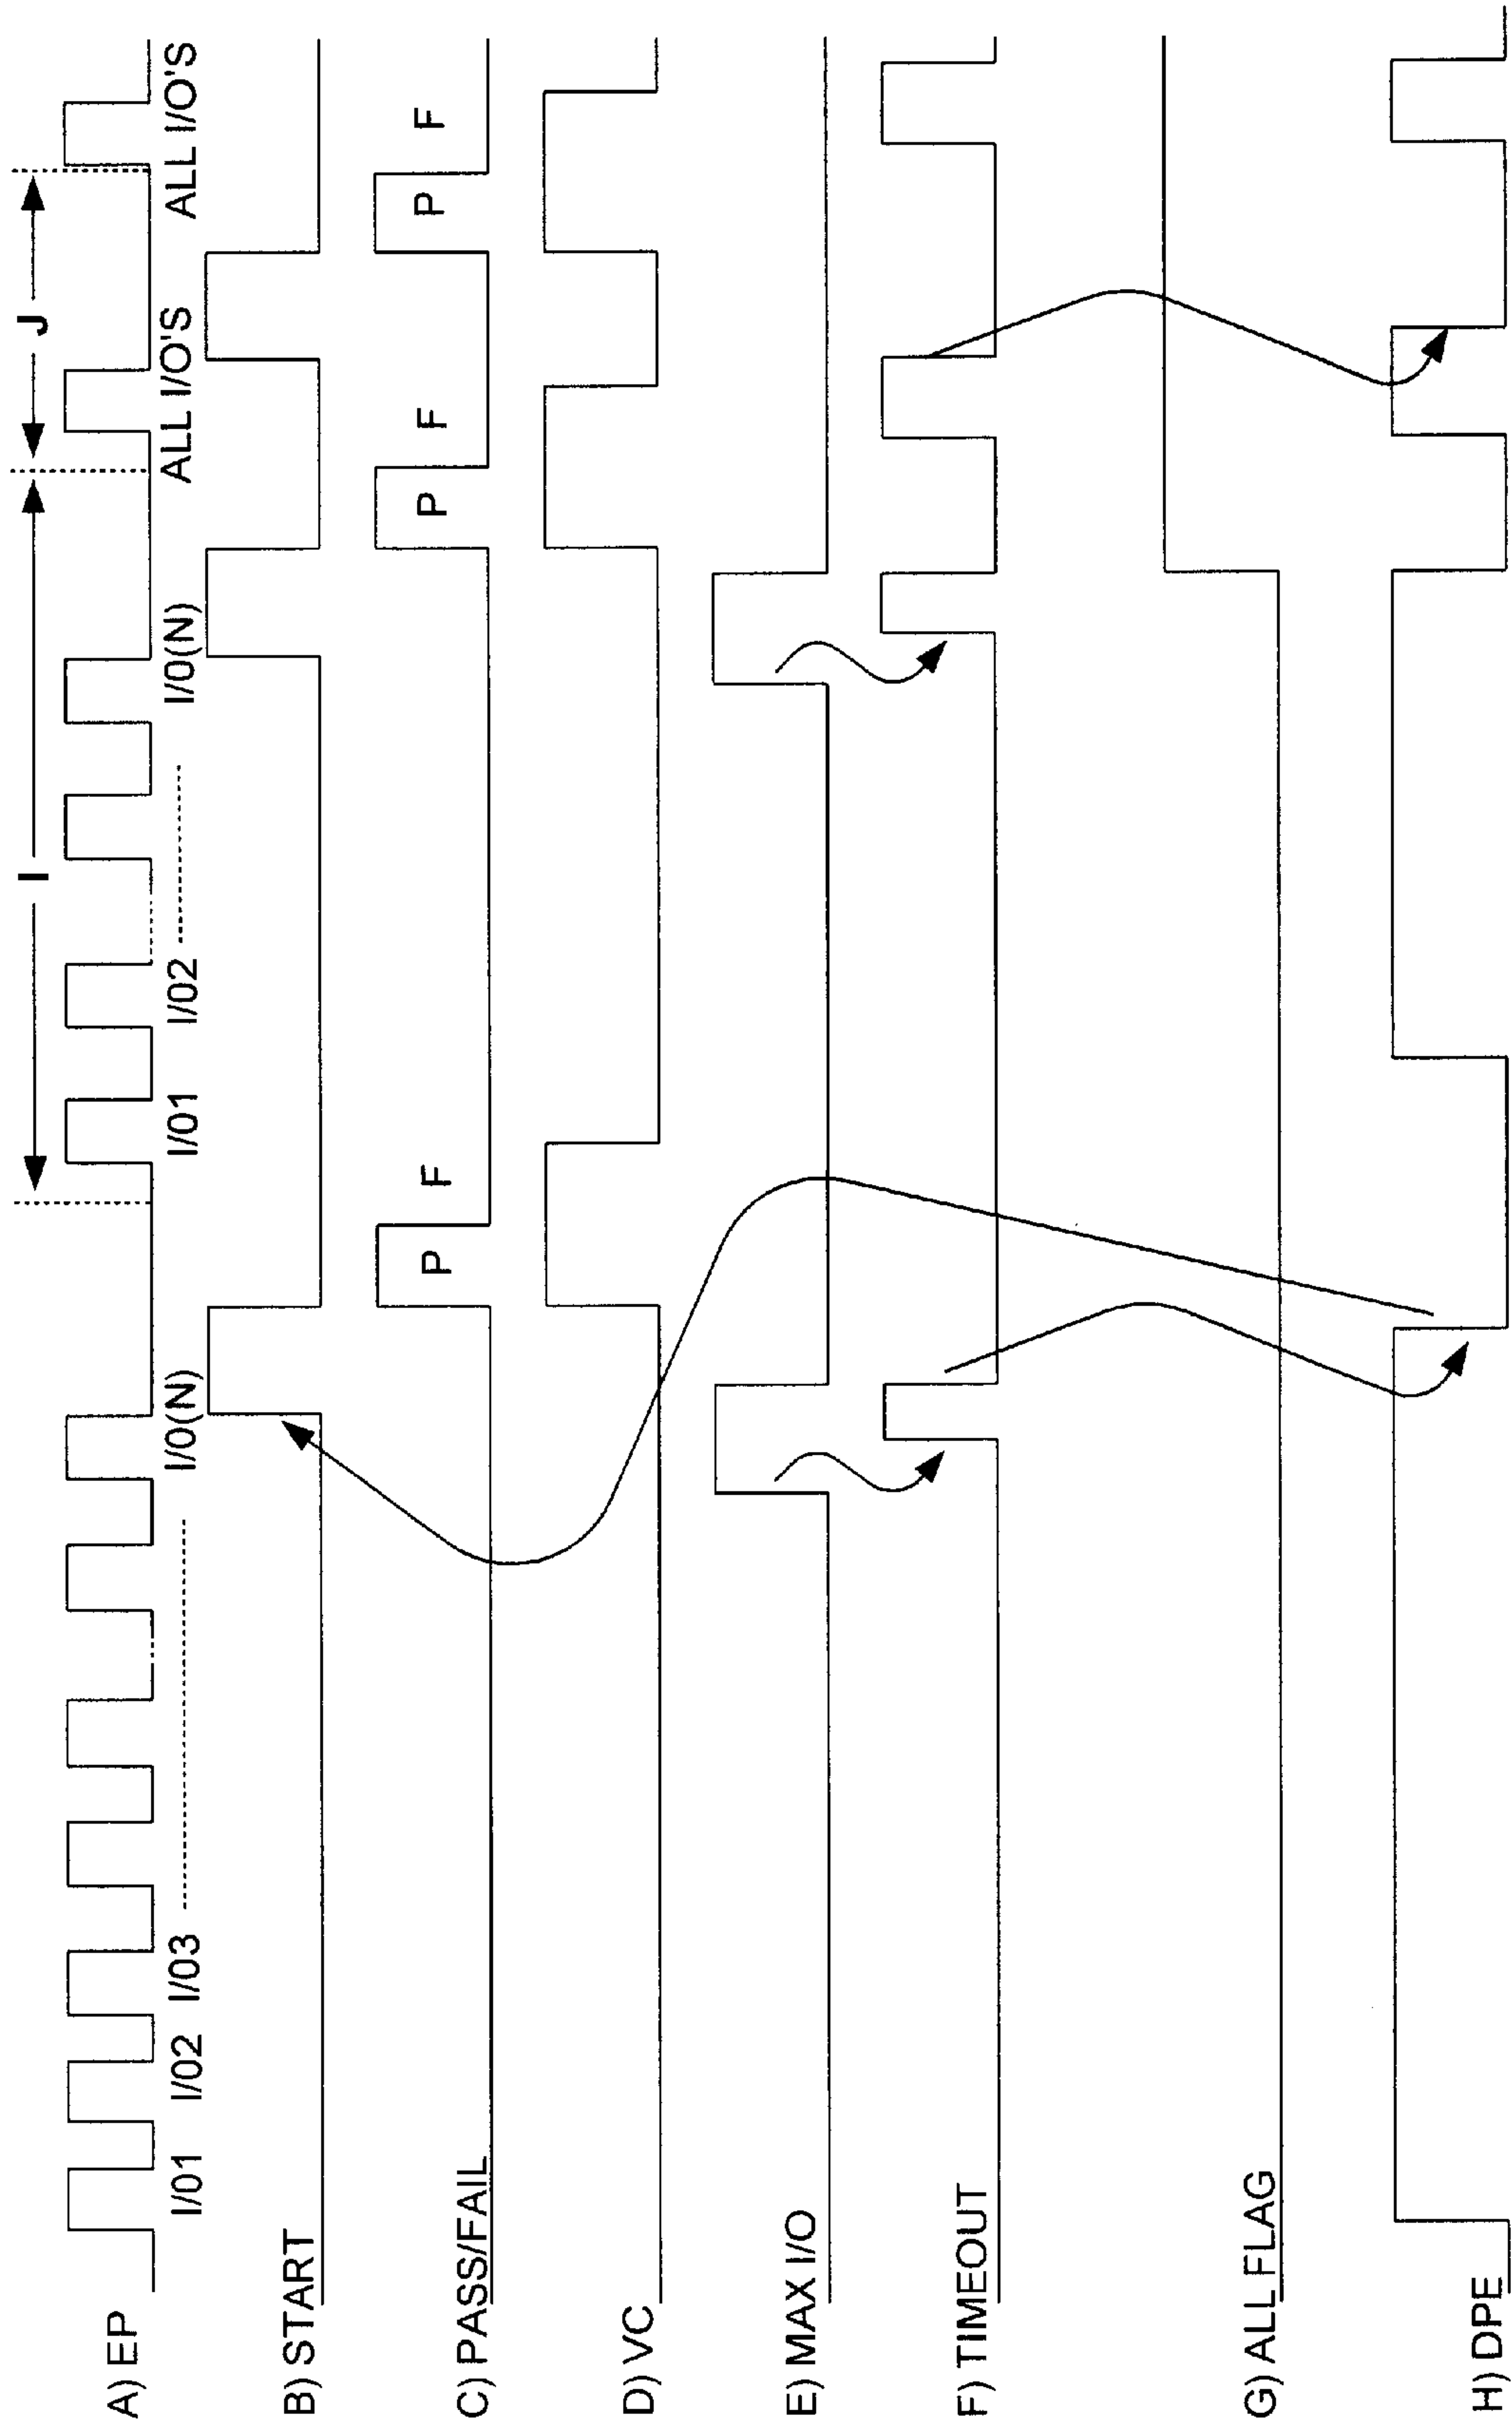 I J
A) EP
I/01 I/02 I/03 I/0(N) I/01 I/02 I/0(N) ALL I/O'S ALL I/O'S
B) START
C) PASS/FAIL P F P F P F
D) VC
E) MAX I/O
F) TIMEOUT
G) ALL FLAG
H) DPE